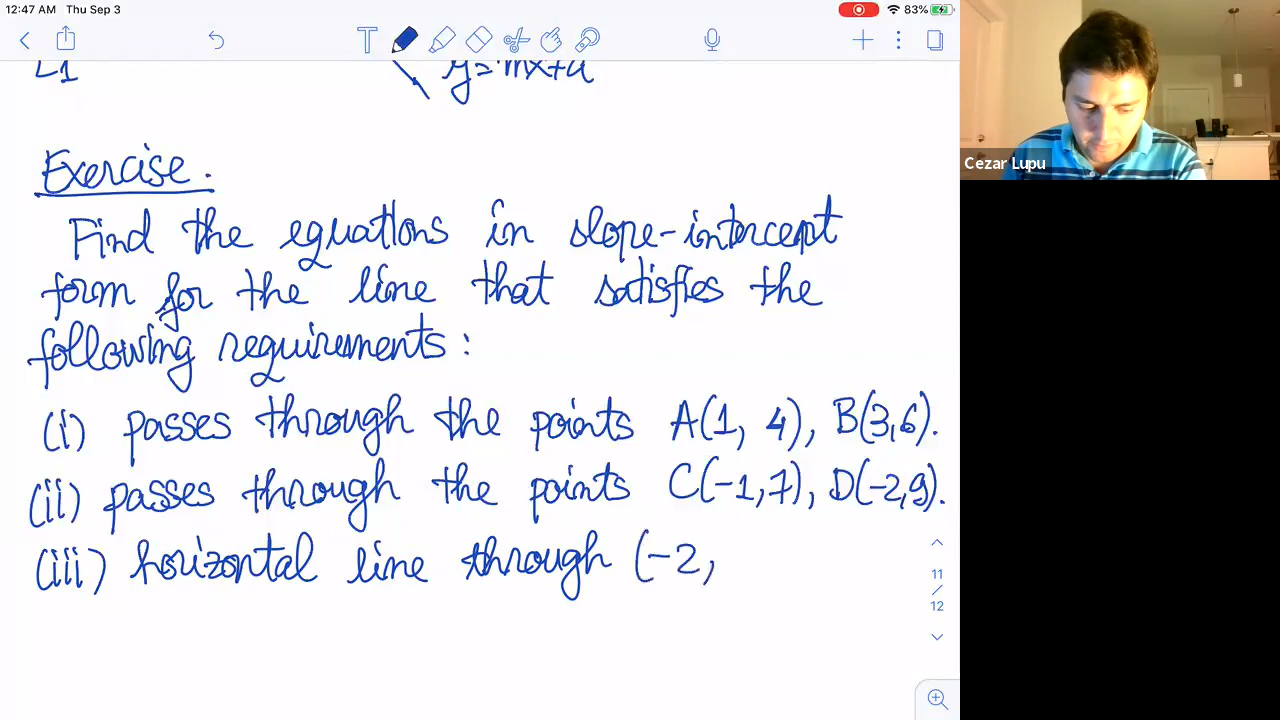 12:47 AM Thu Sep 3
83%
L1
y=mx+a
Exercise.
Find the equations in slope-intercept
form for the line that satisfies the
following requirements:
(i) passes through the points A(1, 4), B(3,6).
(ii) passes through the points C(-1,7), D(-2,9).
(iii) horizontal line through (-2,
11
/
12
Cezar Lupu